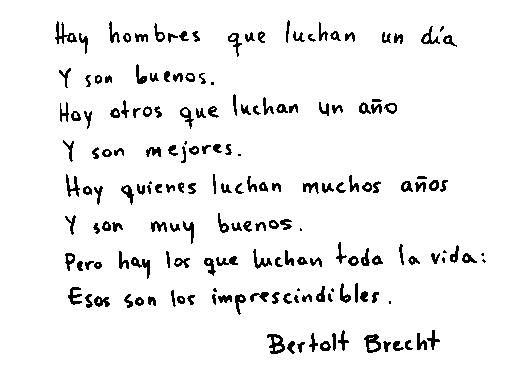 Hay hombres que luchan un día
Y son buenos.
Hay otros que luchan un año
Y son mejores.
Hay quienes luchan muchos años
Y son muy buenos.
Pero hay los que luchan toda la vida:
Esos son los imprescindibles.
Bertolt Brecht